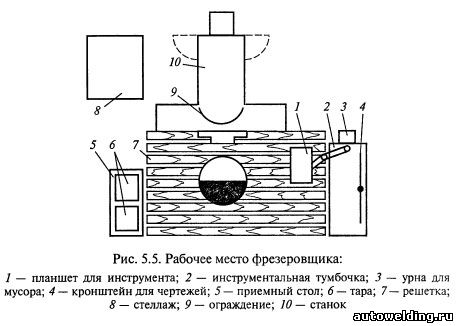 10
9
8
1
2
3
4
5
6
7
Рис. 5.5. Рабочее место фрезеровщика:
1 — планшет для инструмента; 2 — инструментальная тумбочка; 3 — урна для
мусора; 4 — кронштейн для чертежей; 5 — приемный стол; 6 — тара; 7 — решетка;
8 — стеллаж; 9 — ограждение; 10 — станок
www.autowelding.ru